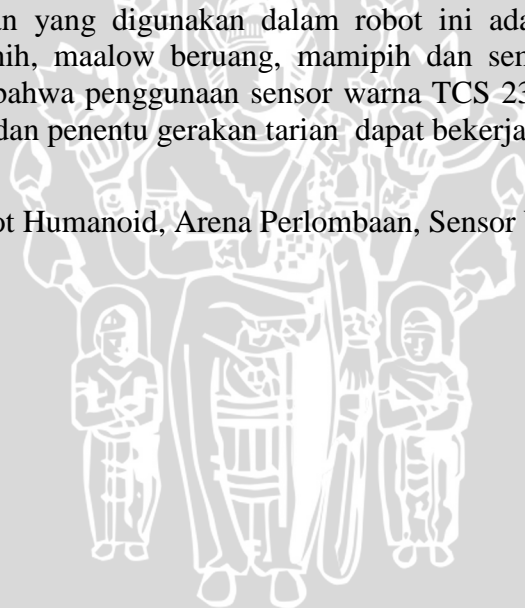 an yang digunakan dalam robot ini ada
nih, maalow beruang, mamipih dan sen
bahwa penggunaan sensor warna TCS 23
dan penentu gerakan tarian dapat bekerja
ot Humanoid, Arena Perlombaan, Sensor